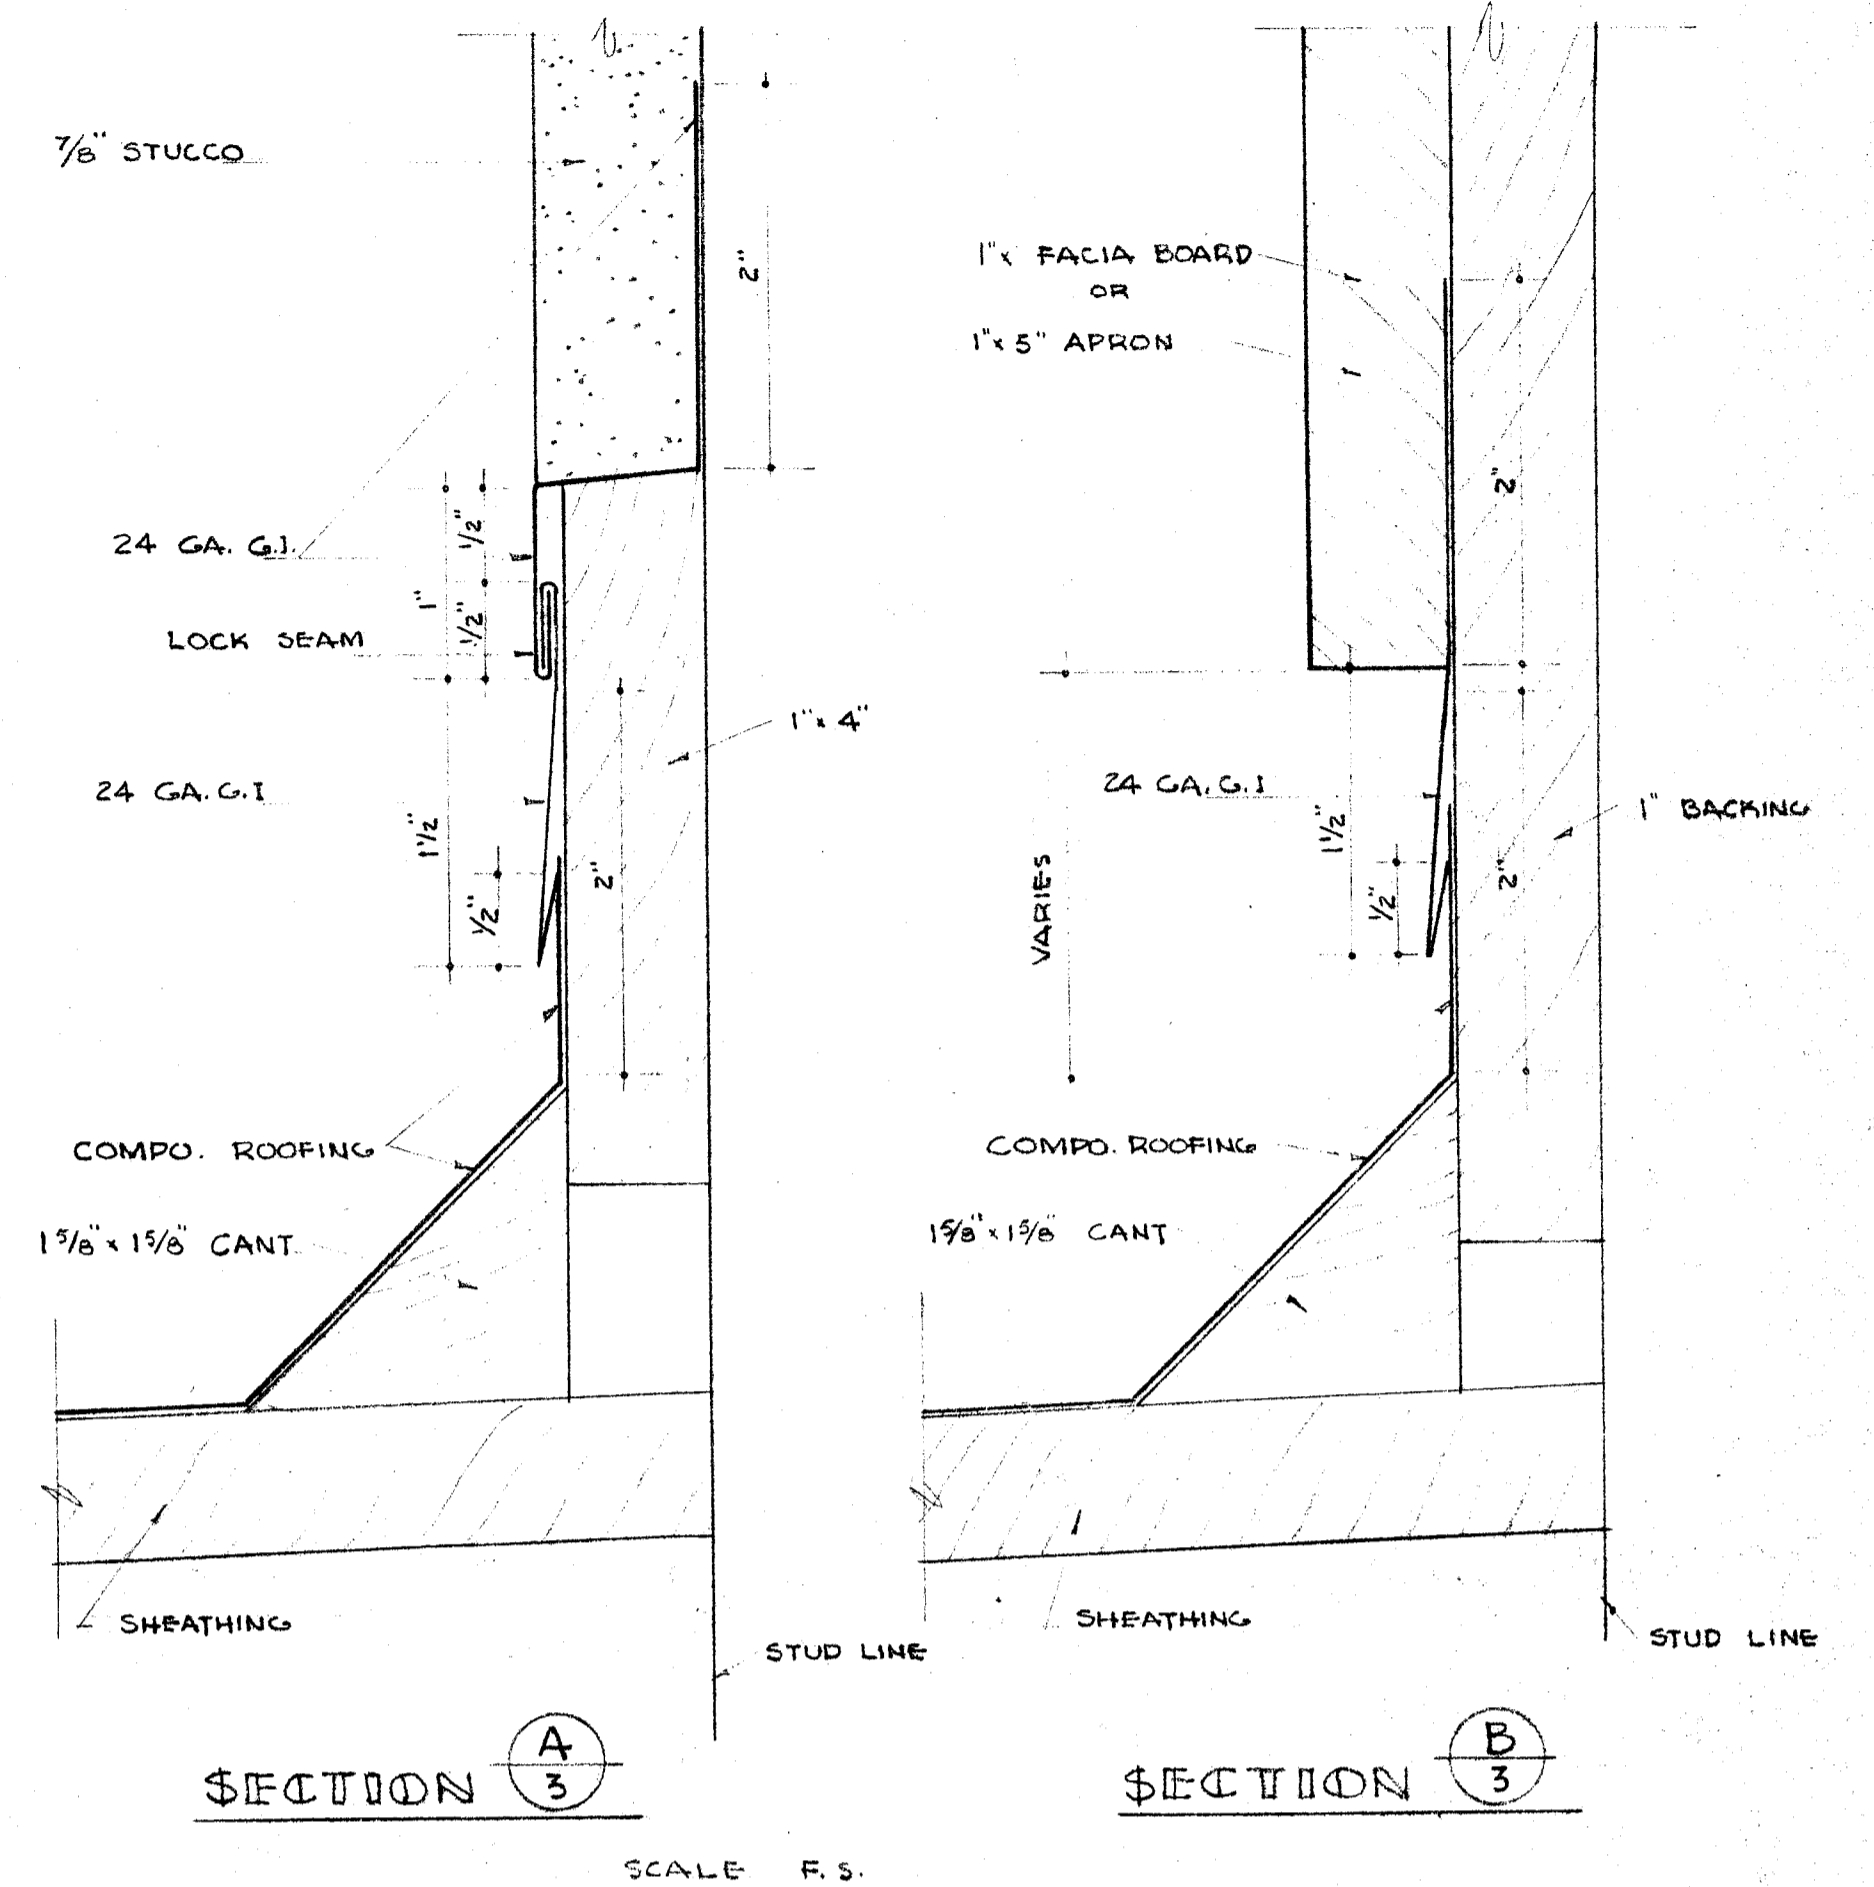 7/8" STUCCO
2"
24 GA. G.I.
1/2"
1"
1/2"
LOCK SEAM
1" x 4"
24 GA. G.I
1 1/2"
1/2"
2"
COMPO. ROOFING
1 5/8" x 1 5/8" CANT.
SHEATHING
STUD LINE
SECTION A
3
1" x FACIA BOARD
OR
1" x 5" APRON
2"
24 GA. G.I
1" BACKING
1 1/2"
VARIES
1/2"
2"
COMPO. ROOFING
1 5/8" x 1 5/8" CANT
SHEATHING
STUD LINE
SECTION B
3
SCALE F.S.